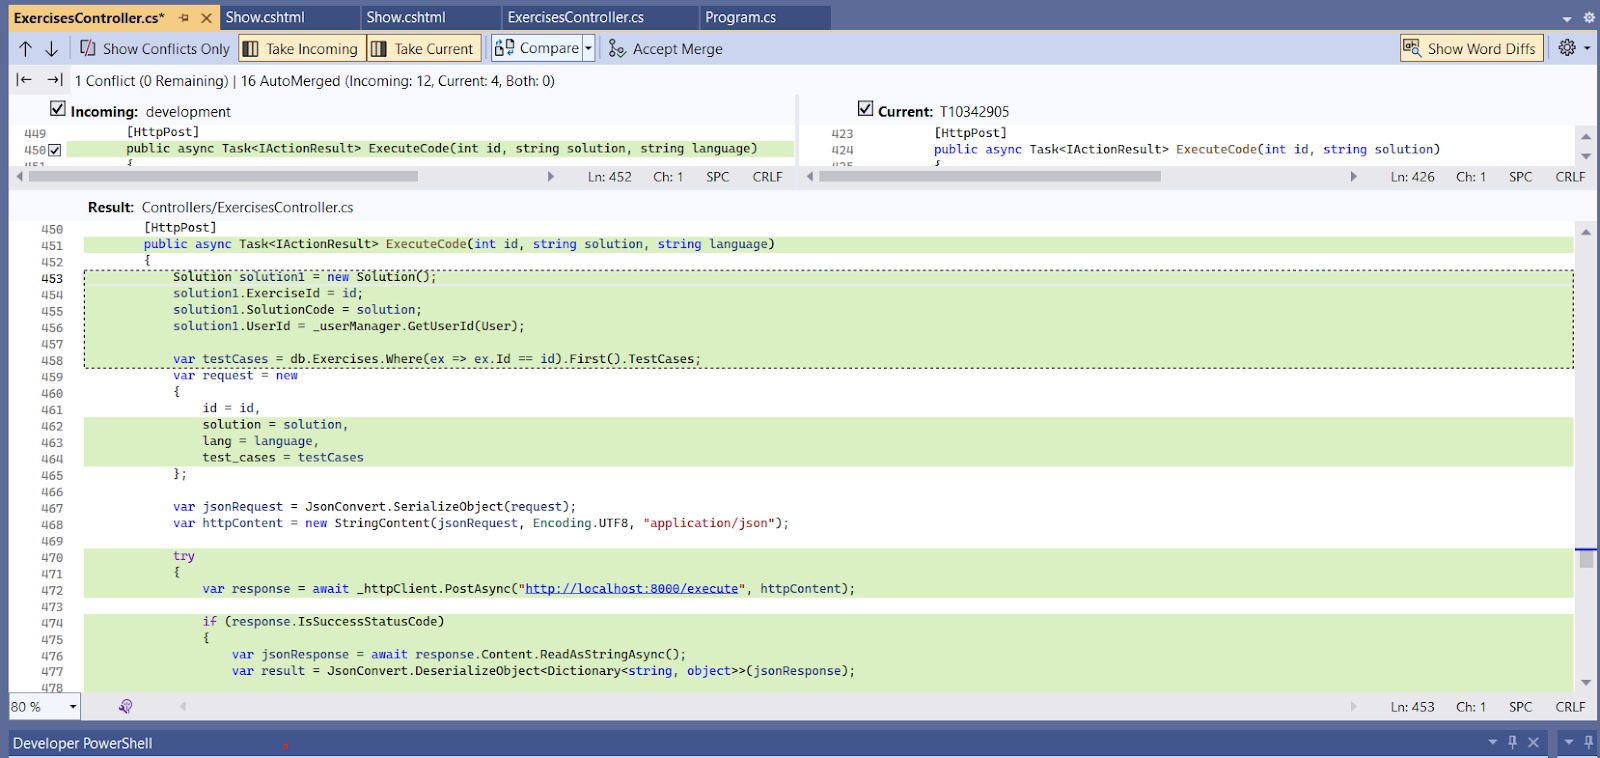 ExercisesController.cs* Show.cshtml Show.cshtml ExercisesController.cs Program.cs
Show Conflicts Only Take Incoming Take Current Compare Accept Merge Show Word Diffs
1 Conflict (0 Remaining) | 16 AutoMerged (Incoming: 12, Current: 4, Both: 0)
Incoming: development
449 [HttpPost]
450 public async Task<IActionResult> ExecuteCode(int id, string solution, string language)
451 {
Ln: 452 Ch: 1 SPC CRLF
Current: T10342905
423 [HttpPost]
424 public async Task<IActionResult> ExecuteCode(int id, string solution)
425 {
Ln: 426 Ch: 1 SPC CRLF
Result: Controllers/ExercisesController.cs
450 [HttpPost]
451 public async Task<IActionResult> ExecuteCode(int id, string solution, string language)
452 {
453 Solution solution1 = new Solution();
454 solution1.ExerciseId = id;
455 solution1.SolutionCode = solution;
456 solution1.UserId = _userManager.GetUserId(User);
457
458 var testCases = db.Exercises.Where(ex => ex.Id == id).First().TestCases;
459 var request = new
460 {
461 id = id,
462 solution = solution,
463 lang = language,
464 test_cases = testCases
465 };
466
467 var jsonRequest = JsonConvert.SerializeObject(request);
468 var httpContent = new StringContent(jsonRequest, Encoding.UTF8, "application/json");
469
470 try
471 {
472 var response = await _httpClient.PostAsync("http://localhost:8000/execute", httpContent);
473
474 if (response.IsSuccessStatusCode)
475 {
476 var jsonResponse = await response.Content.ReadAsStringAsync();
477 var result = JsonConvert.DeserializeObject<Dictionary<string, object>>(jsonResponse);
478
80 % Ln: 453 Ch: 1 SPC CRLF
Developer PowerShell